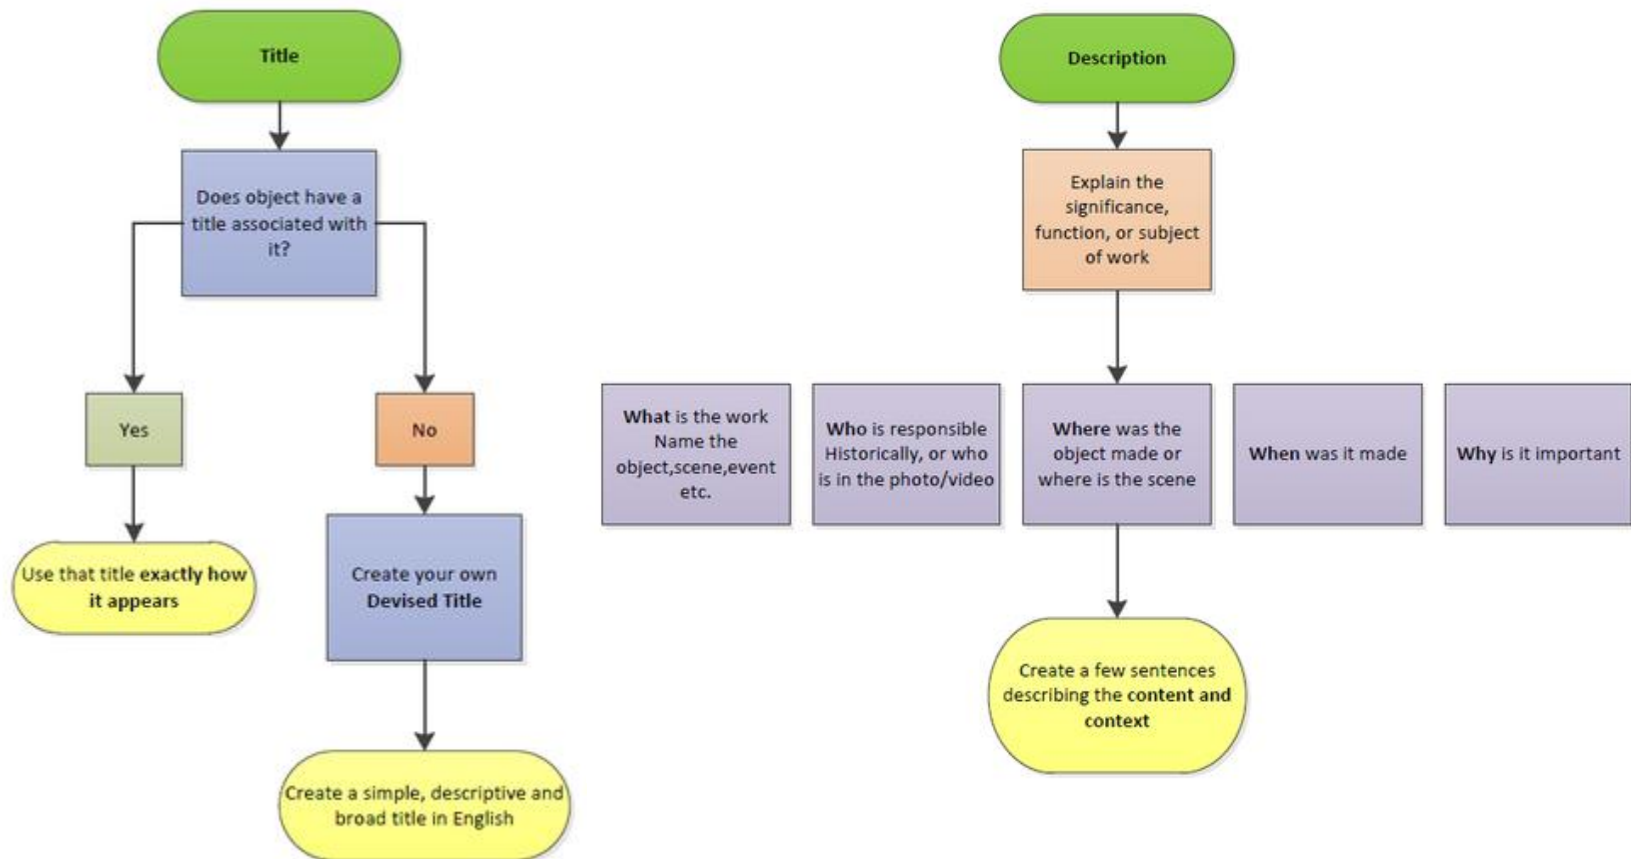 Title
Does object have a
title associated with
it?
Yes
No
Use that title exactly how
it appears
Create your own
Devised Title
Create a simple, descriptive and
broad title in English
Description
Explain the
significance,
function, or subject
of work
What is the work
Name the
object,scene,event
etc.
Who is responsible
Historically, or who
is in the photo/video
Where was the
object made or
where is the scene
When was it made
Why is it important
Create a few sentences
describing the content and
context